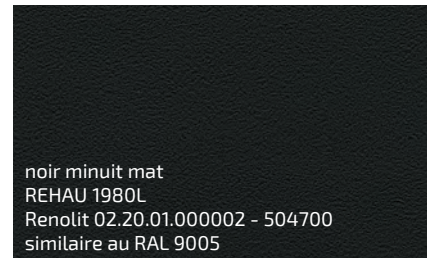 noir minuit mat
REHAU 1980L
Renolit 02.20.01.000002 - 504700
similaire au RAL 9005